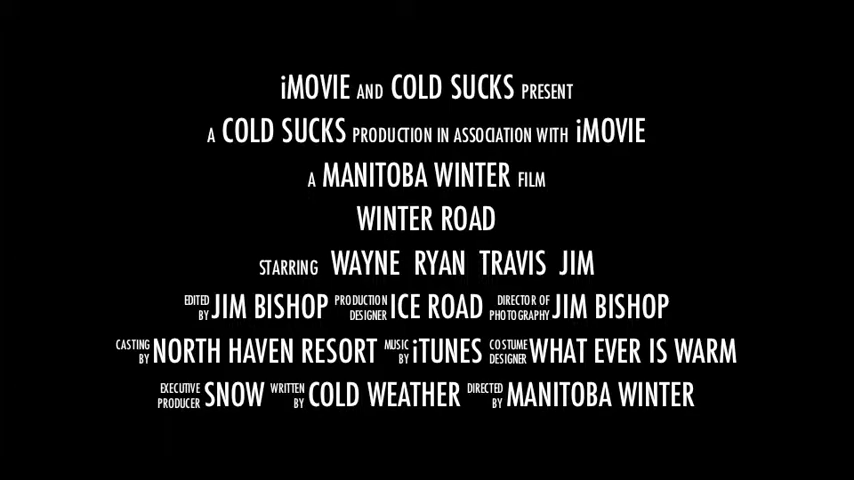 iMOVIE AND COLD SUCKS PRESENT
A COLD SUCKS PRODUCTION IN ASSOCIATION WITH iMOVIE
A MANITOBA WINTER FILM
WINTER ROAD
STARRING WAYNE RYAN TRAVIS JIM
EDITED BY JIM BISHOP PRODUCTION DESIGNER ICE ROAD DIRECTOR OF PHOTOGRAPHY JIM BISHOP
CASTING BY NORTH HAVEN RESORT MUSIC BY iTUNES COSTUME DESIGNER WHAT EVER IS WARM
EXECUTIVE PRODUCER SNOW WRITTEN BY COLD WEATHER DIRECTED BY MANITOBA WINTER